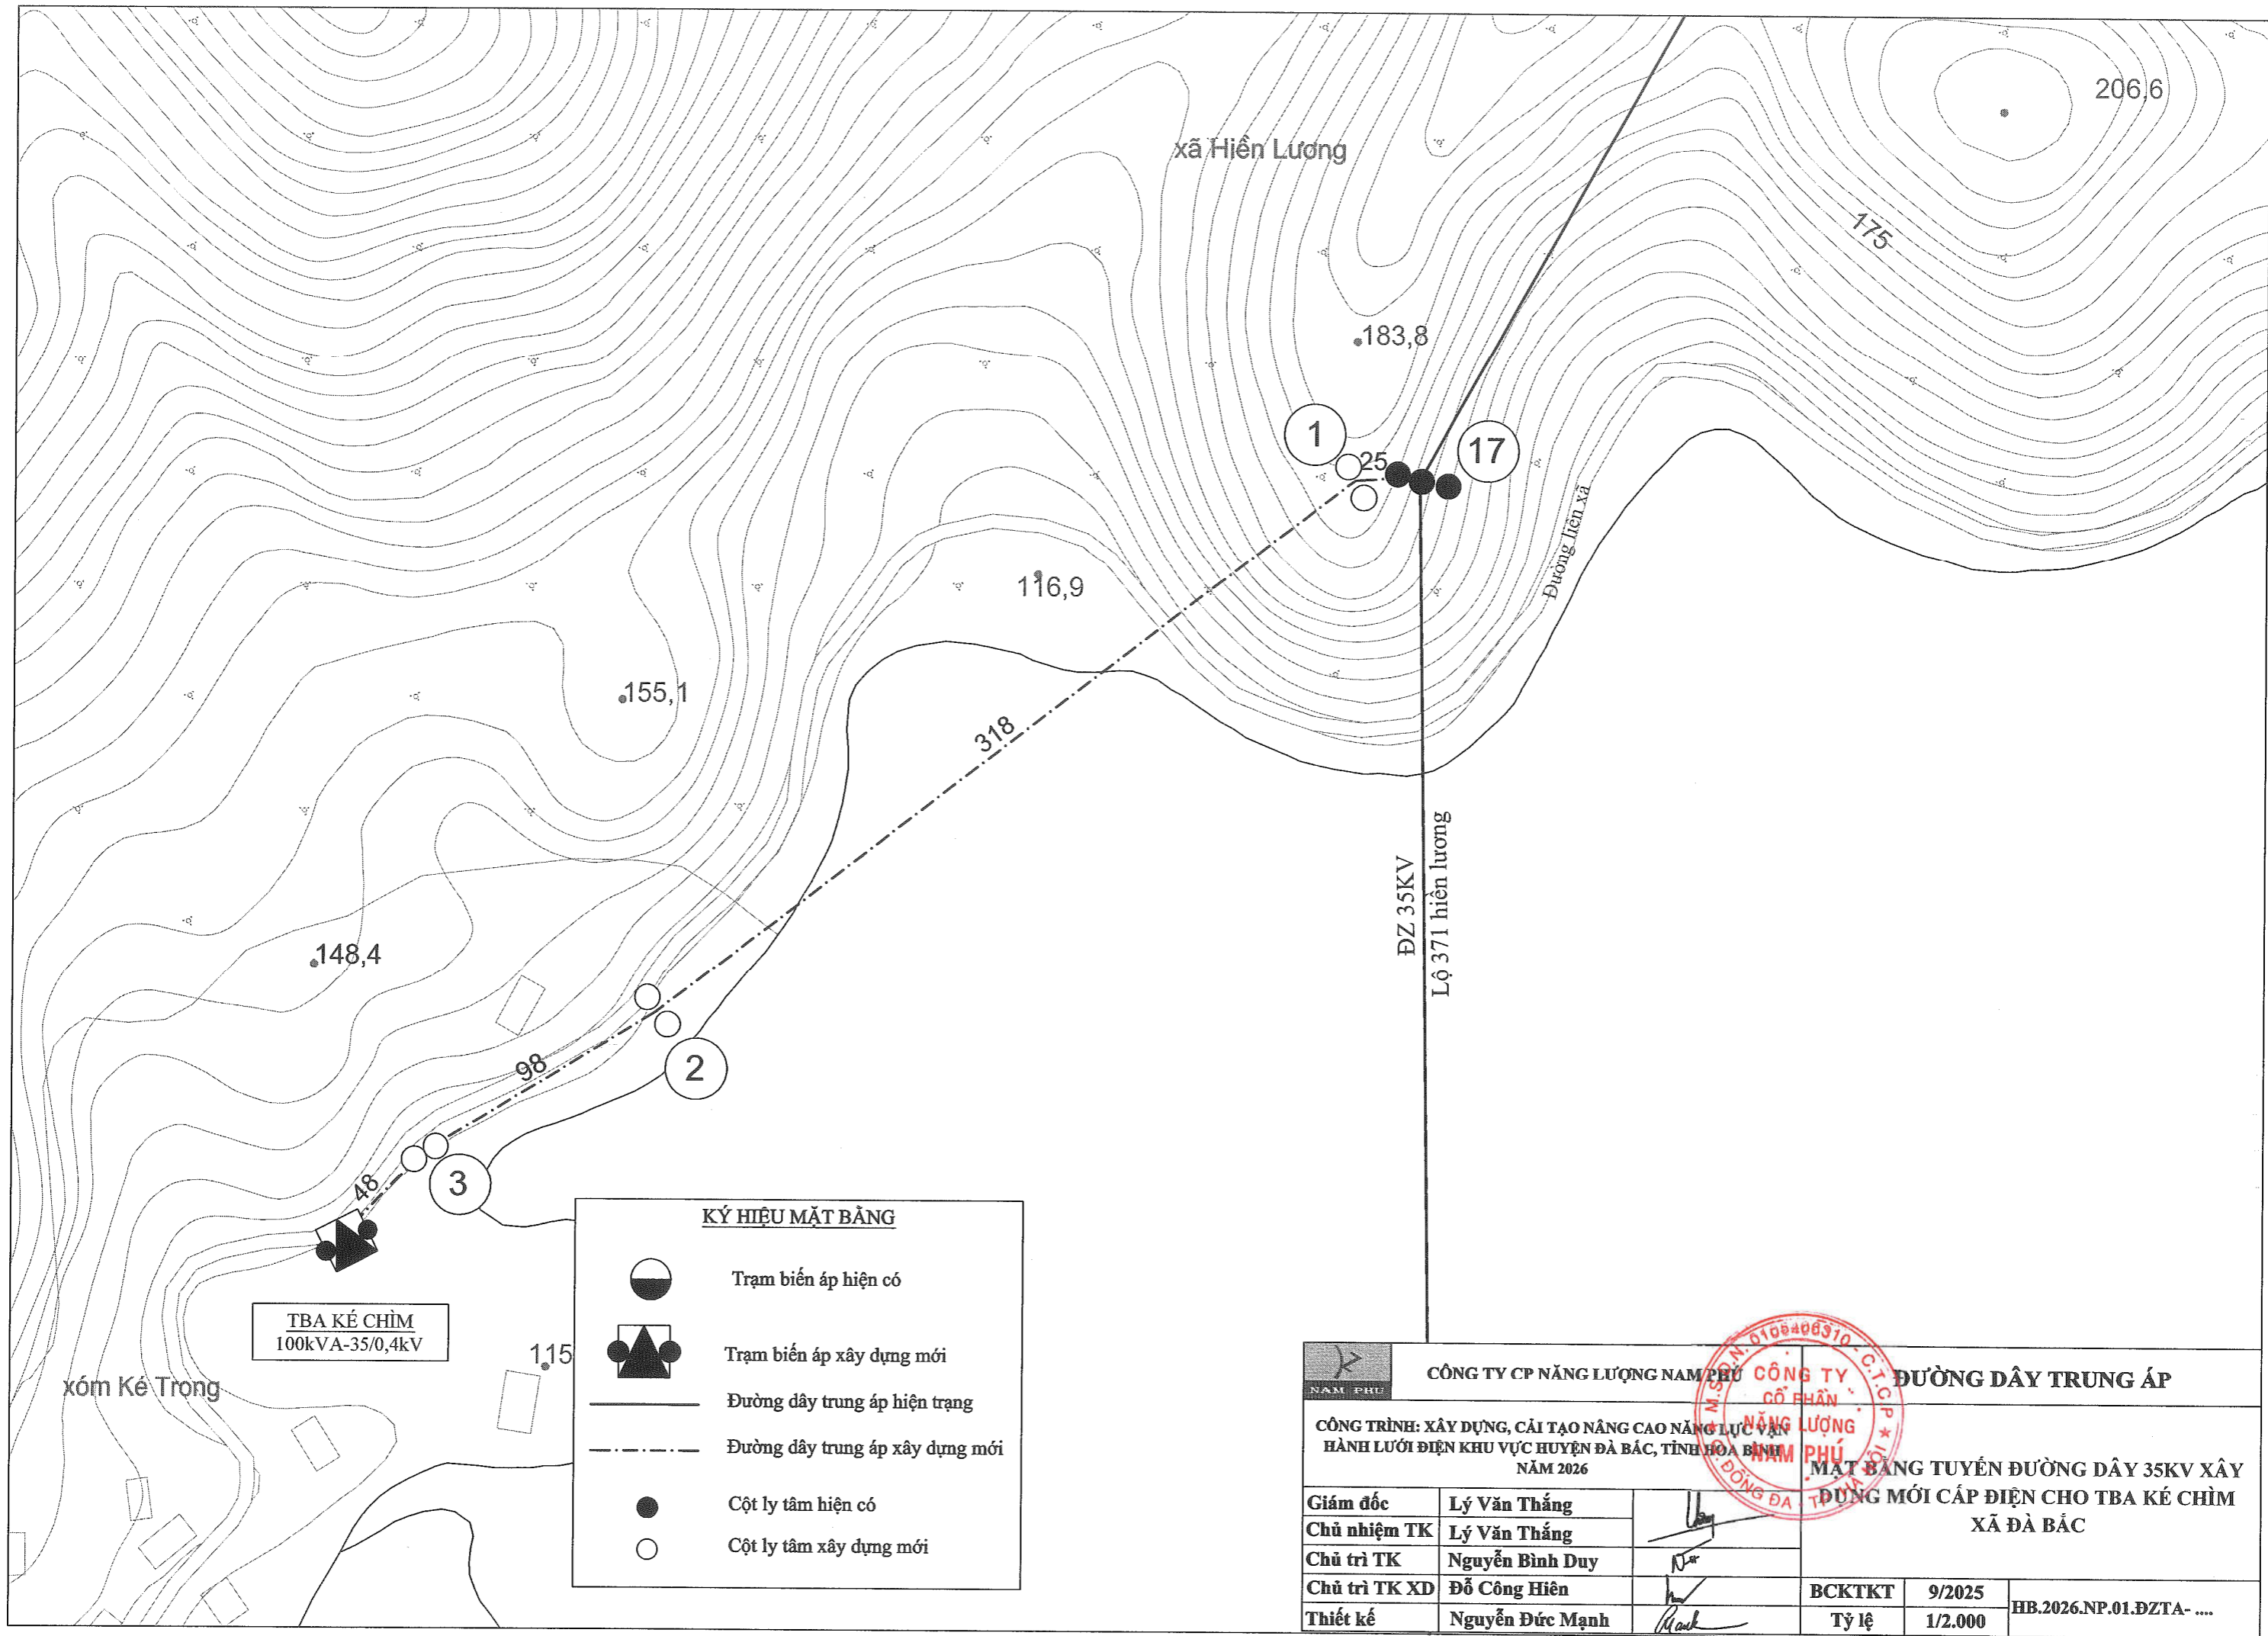 206,6
xã Hiền Lương
175
183,8
1
25
17
Đường liên xã
116,9
155,1
318
ĐZ 35KV
Lộ 371 hiền lương
148,4
2
98
3
48
TBA KÉ CHÌM
100kVA-35/0,4kV
115
xóm Ké Trong
KÝ HIỆU MẶT BẰNG
Trạm biến áp hiện có
Trạm biến áp xây dựng mới
Đường dây trung áp hiện trạng
Đường dây trung áp xây dựng mới
Cột ly tâm hiện có
Cột ly tâm xây dựng mới
NAM PHU
CÔNG TY CP NĂNG LƯỢNG NAM PHÚ
ĐƯỜNG DÂY TRUNG ÁP
CÔNG TRÌNH: XÂY DỰNG, CẢI TẠO NÂNG CAO NĂNG LỰC VẬN
HÀNH LƯỚI ĐIỆN KHU VỰC HUYỆN ĐÀ BẮC, TỈNH HÒA BÌNH
NĂM 2026
MẶT BẰNG TUYẾN ĐƯỜNG DÂY 35KV XÂY
DỰNG MỚI CẤP ĐIỆN CHO TBA KÉ CHÌM
XÃ ĐÀ BẮC
M.S.D.N. 0105406310 - C.T.C.P
CÔNG TY
CỔ PHẦN
NĂNG LƯỢNG
NAM PHÚ
Q. ĐỐNG ĐA - TP. HÀ NỘI
Giám đốc Lý Văn Thắng
Chủ nhiệm TK Lý Văn Thắng
Chủ trì TK Nguyễn Bình Duy
Chủ trì TK XD Đỗ Công Hiên
Thiết kế Nguyễn Đức Mạnh
BCKTKT 9/2025
Tỷ lệ 1/2.000
HB.2026.NP.01.ĐZTA- ....